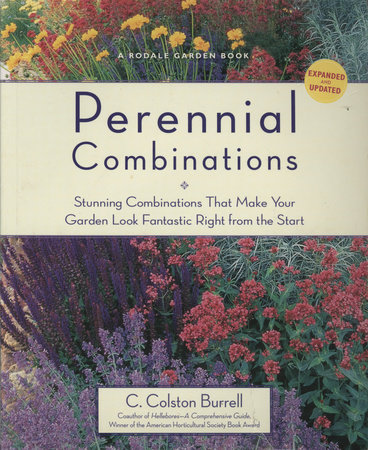 A RODALE GARDEN BOOK
EXPANDED
AND
UPDATED
Perennial
Combinations
Stunning Combinations That Make Your
Garden Look Fantastic Right from the Start
C. Colston Burrell
Coauthor of Hellebores—A Comprehensive Guide,
Winner of the American Horticultural Society Book Award